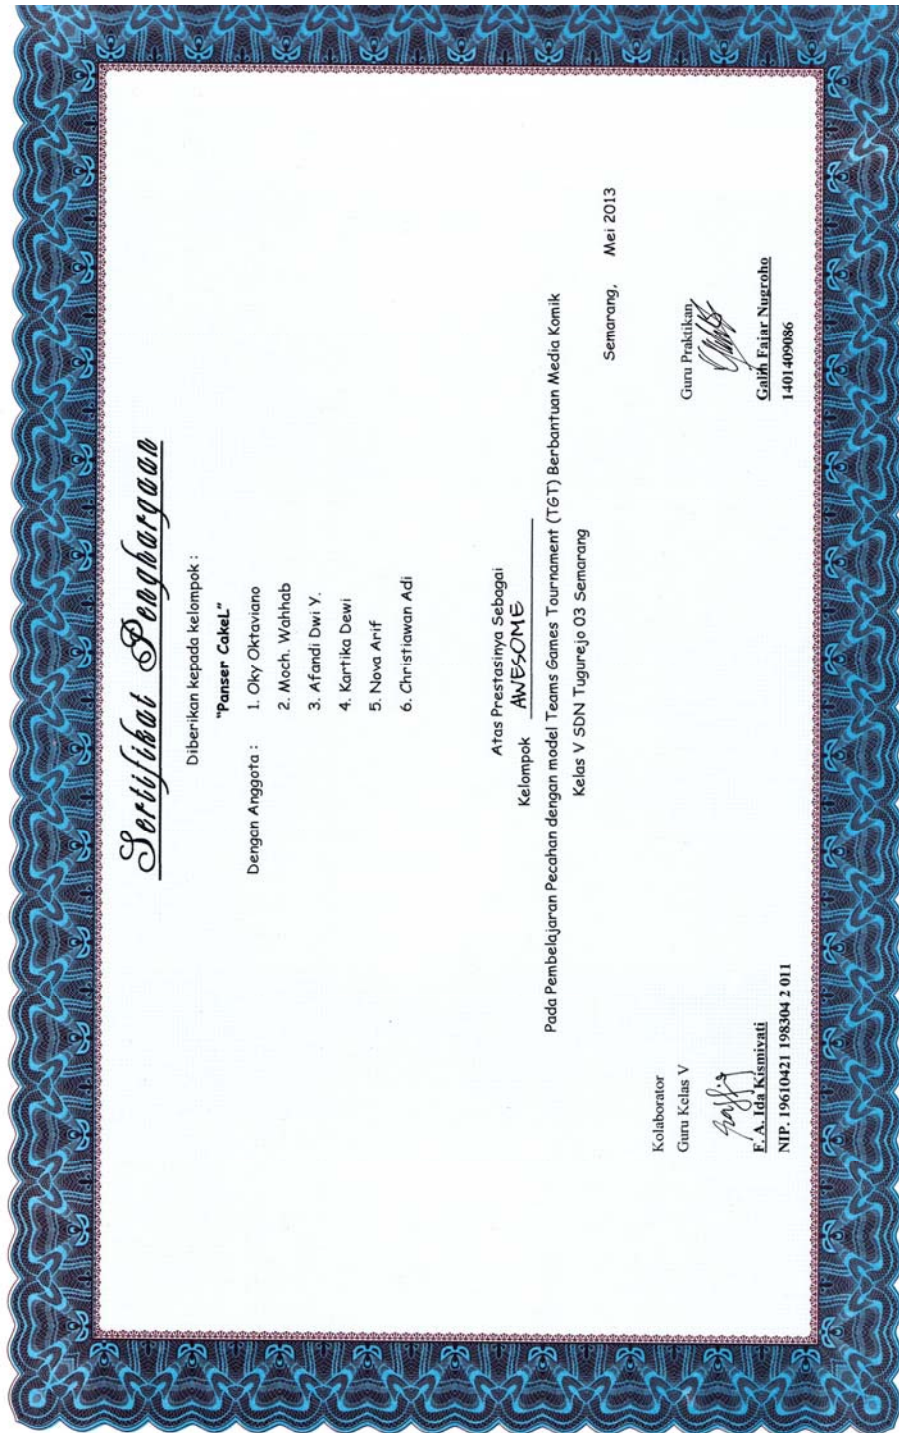 Sertifikat Penghargaan
Diberikan kepada kelompok :
"Panser CakeL"
Dengan Anggota : 1. Oky Oktaviano
2. Moch. Wahhab
3. Afandi Dwi Y.
4. Kartika Dewi
5. Nova Arif
6. Christiawan Adi
Atas Prestasinya Sebagai
Kelompok AWESOME
Pada Pembelajaran Pecahan dengan model Teams Games Tournament (TGT) Berbantuan Media Komik
Kelas V SDN Tugurejo 03 Semarang
Semarang, Mei 2013
Kolaborator
Guru Kelas V
F. A. Ida Kismiyati
NIP. 19610421 198304 2 011
Guru Praktikan
Galih Fajar Nugroho
1401409086